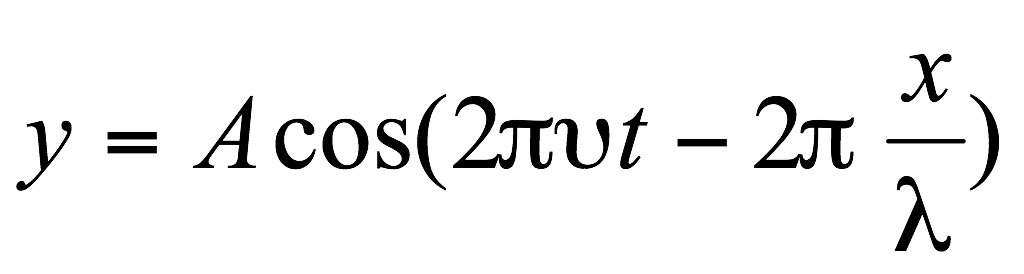 y = A cos(2πυt − 2π x/λ)